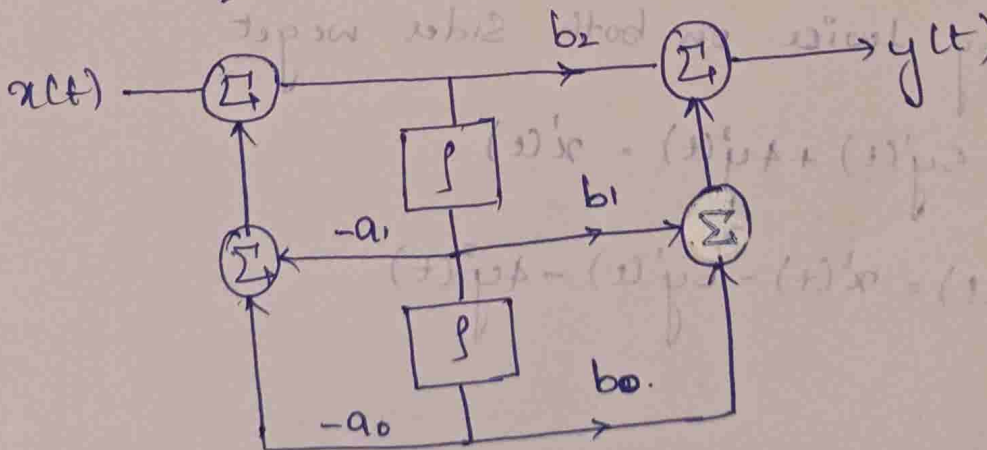 b₂
x(t) Σ Σ y(t)
∫
-a₁ b₁
Σ Σ
∫
-a₀ b₀.